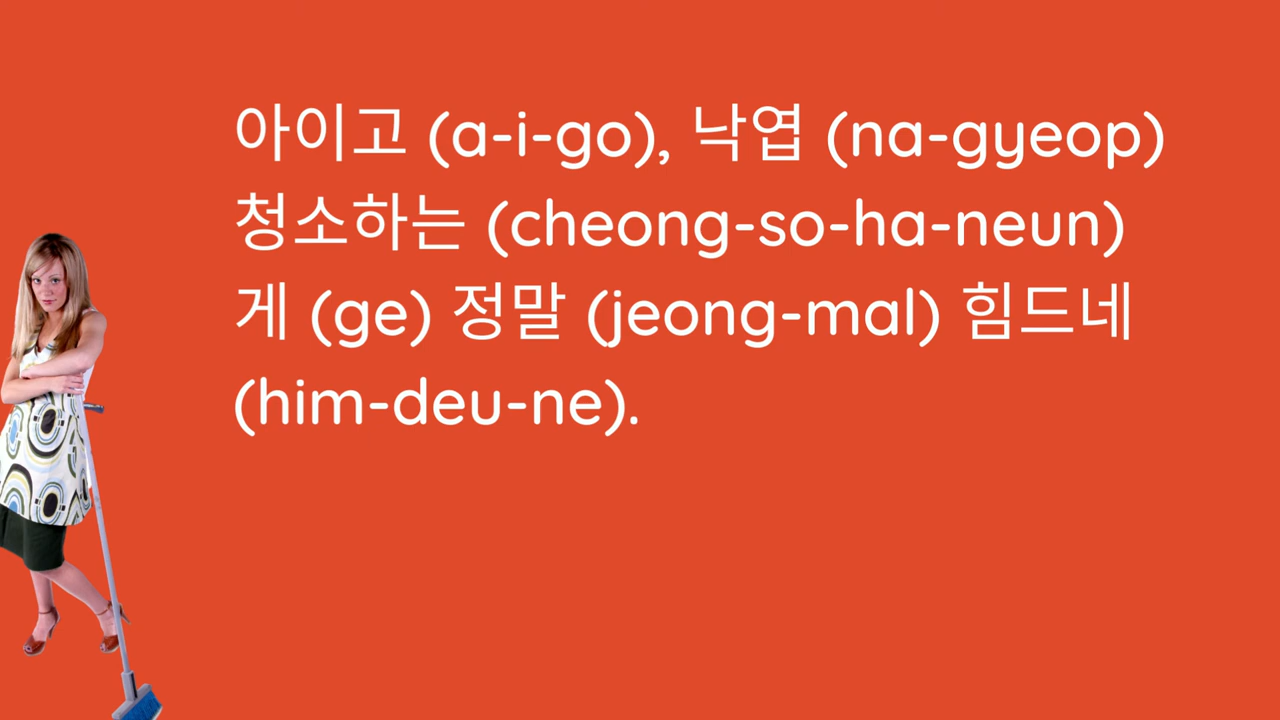 아이고 (a-i-go), 낙엽 (na-gyeop)
청소하는 (cheong-so-ha-neun)
게 (ge) 정말 (jeong-mal) 힘드네
(him-deu-ne).